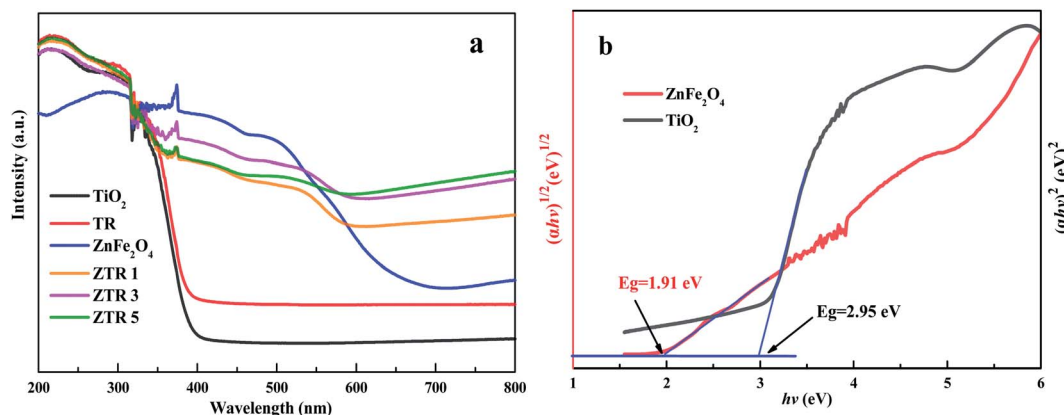 a
Intensity (a.u.)
TiO₂
TR
ZnFe₂O₄
ZTR 1
ZTR 3
ZTR 5
200 300 400 500 600 700 800
Wavelength (nm)
b
(αhν)^1/2 (eV)^1/2
ZnFe₂O₄
TiO₂
Eg=1.91 eV
Eg=2.95 eV
(αhν)² (eV)²
1 2 3 4 5 6
hν (eV)